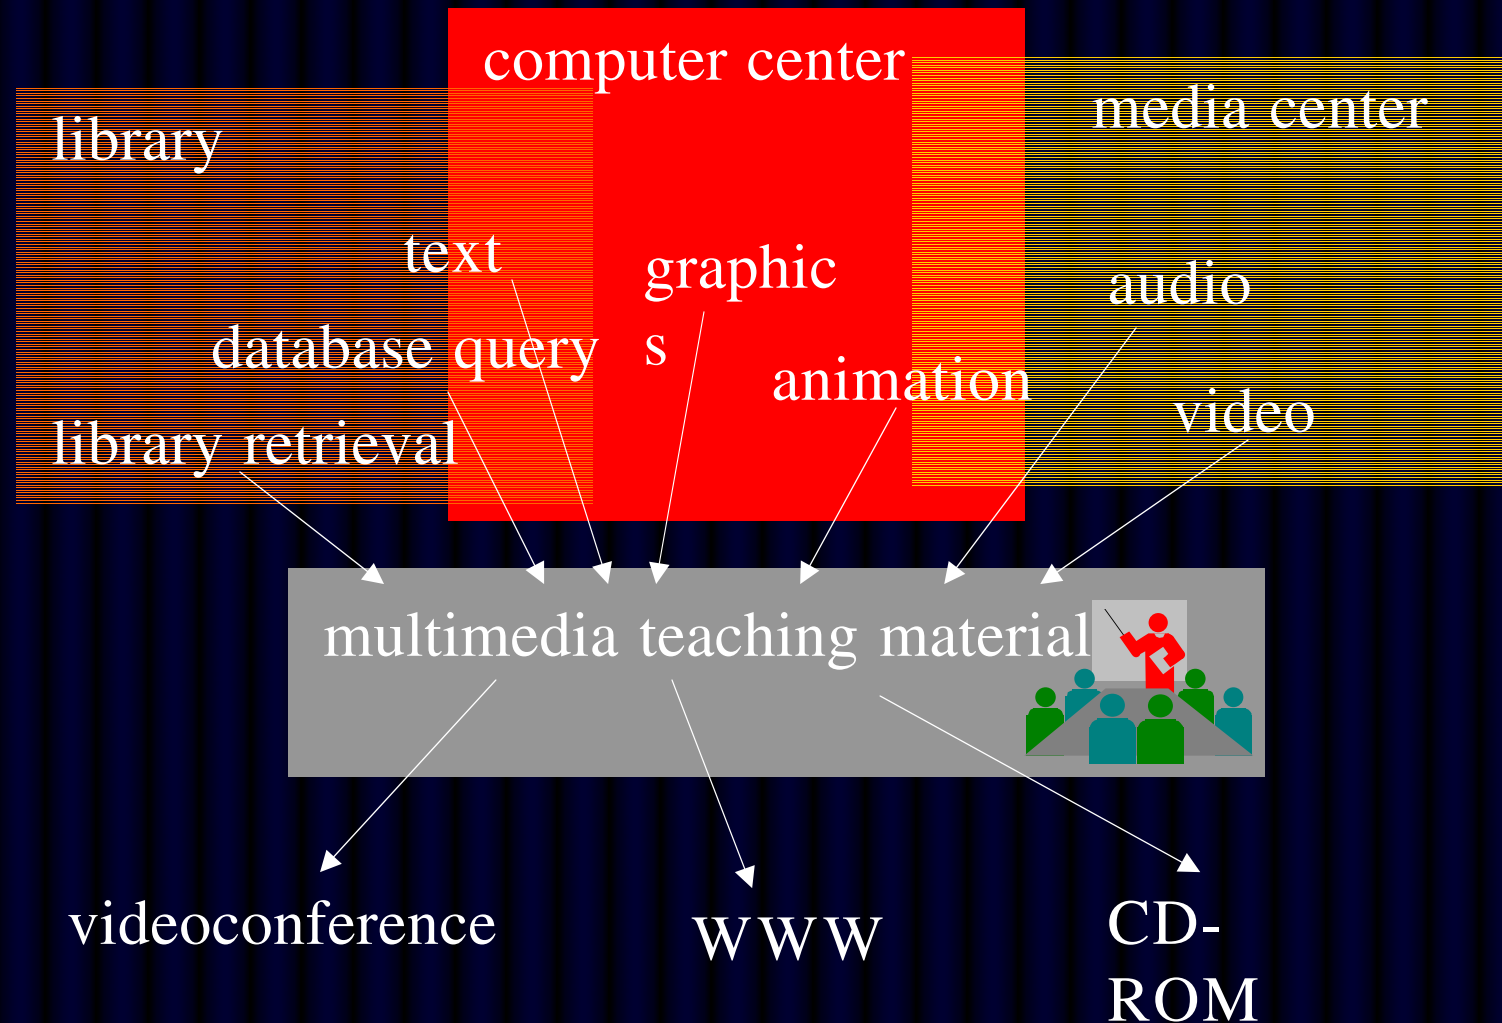 computer center
media center
library
text
graphic
s
audio
database query
animation
video
library retrieval
multimedia teaching material
videoconference
www
CD-
ROM